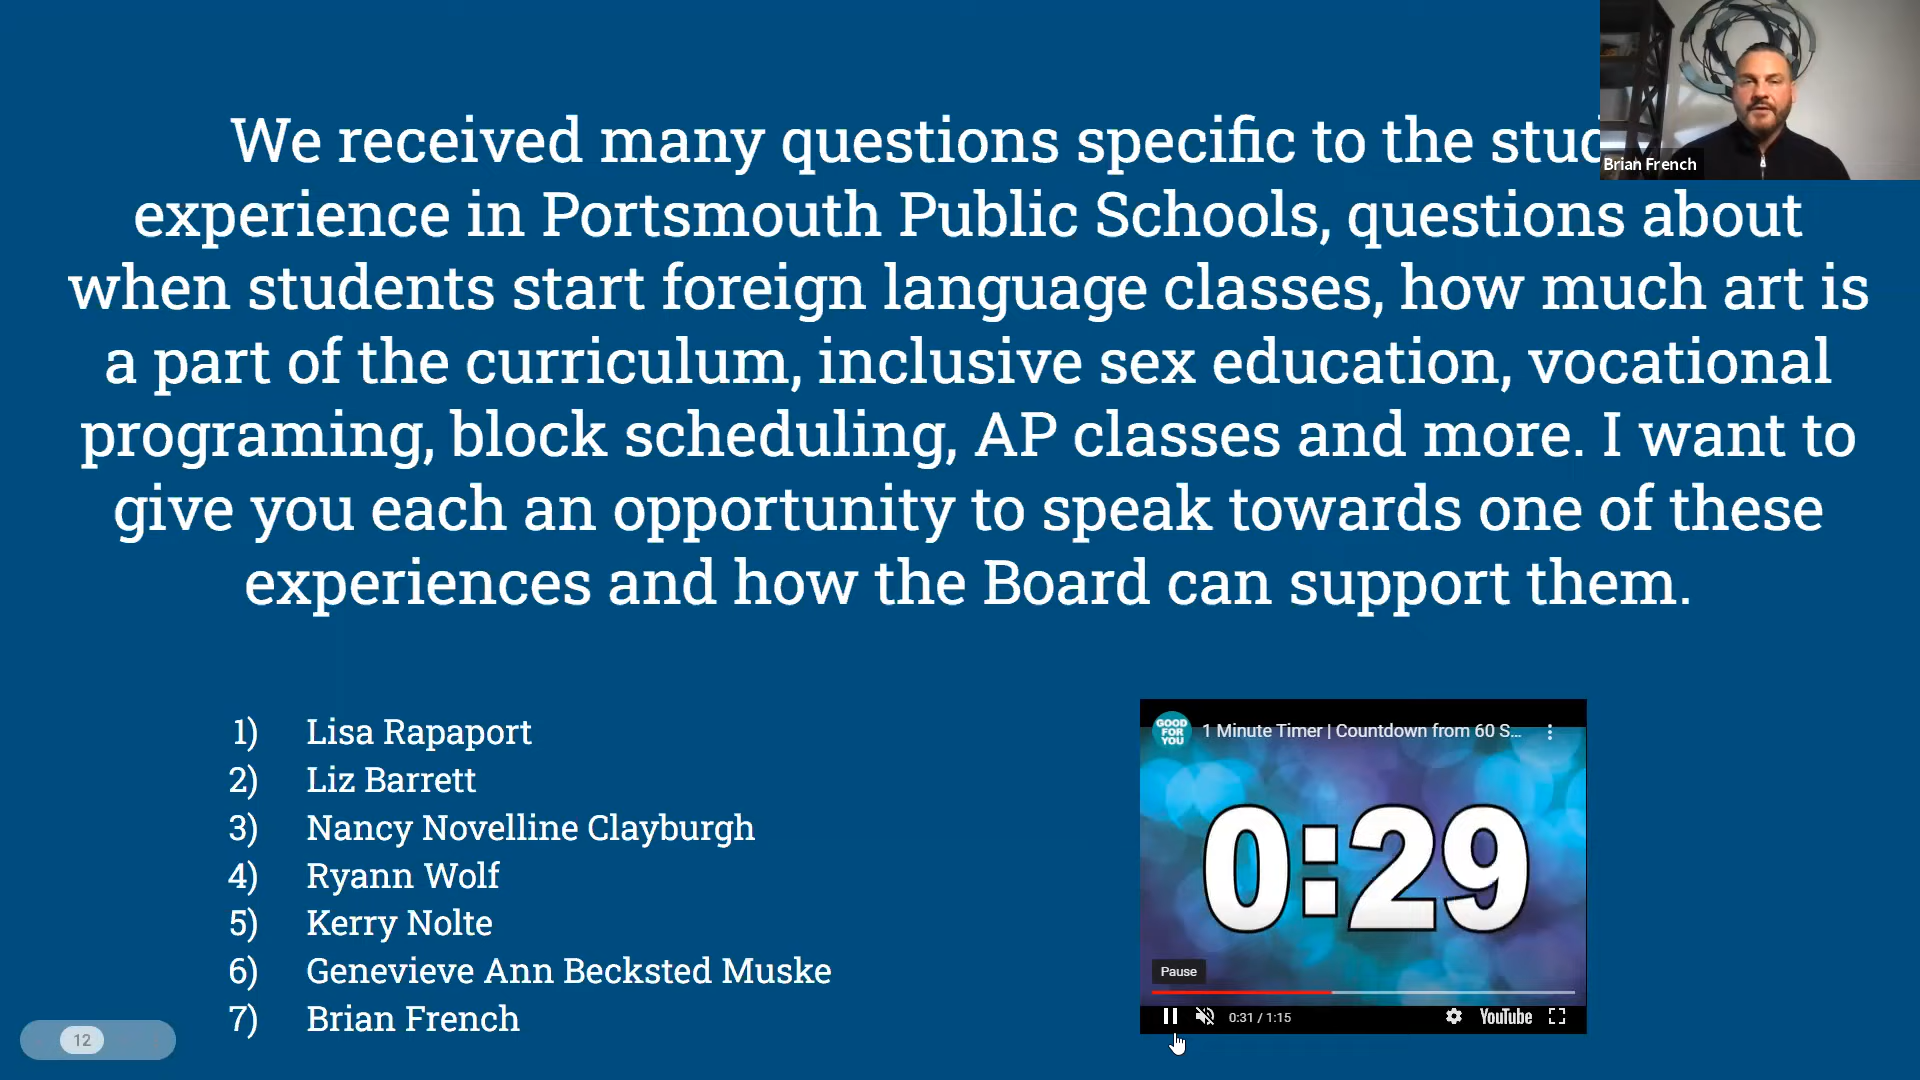 We received many questions specific to the stud
experience in Portsmouth Public Schools, questions about
when students start foreign language classes, how much art is
a part of the curriculum, inclusive sex education, vocational
programing, block scheduling, AP classes and more. I want to
give you each an opportunity to speak towards one of these
experiences and how the Board can support them.
Brian French
1) Lisa Rapaport
2) Liz Barrett
3) Nancy Novelline Clayburgh
4) Ryann Wolf
5) Kerry Nolte
6) Genevieve Ann Becksted Muske
7) Brian French
12
GOOD
FOR
YOU
1 Minute Timer | Countdown from 60 S...
0:29
Pause
0:31 / 1:15
YouTube